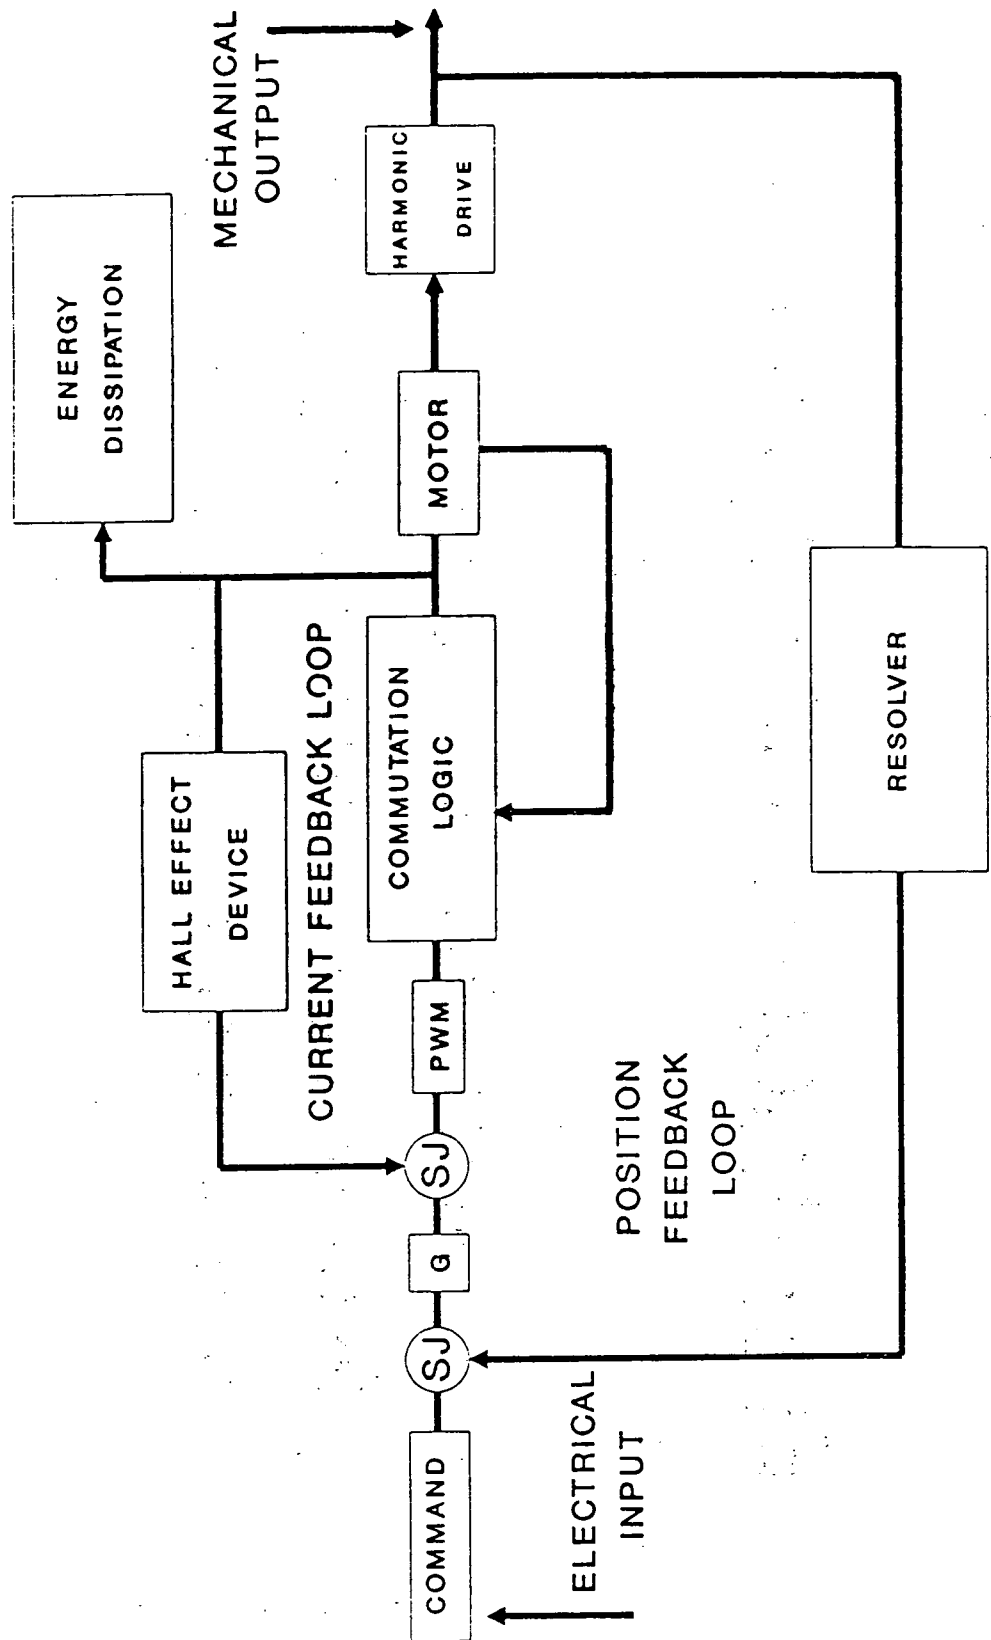 ENERGY
DISSIPATION
MECHANICAL
OUTPUT
HALL EFFECT
DEVICE
CURRENT FEEDBACK LOOP
COMMAND
SJ
G
SJ
PWM
COMMUTATION
LOGIC
MOTOR
HARMONIC
DRIVE
ELECTRICAL
INPUT
POSITION
FEEDBACK
LOOP
RESOLVER